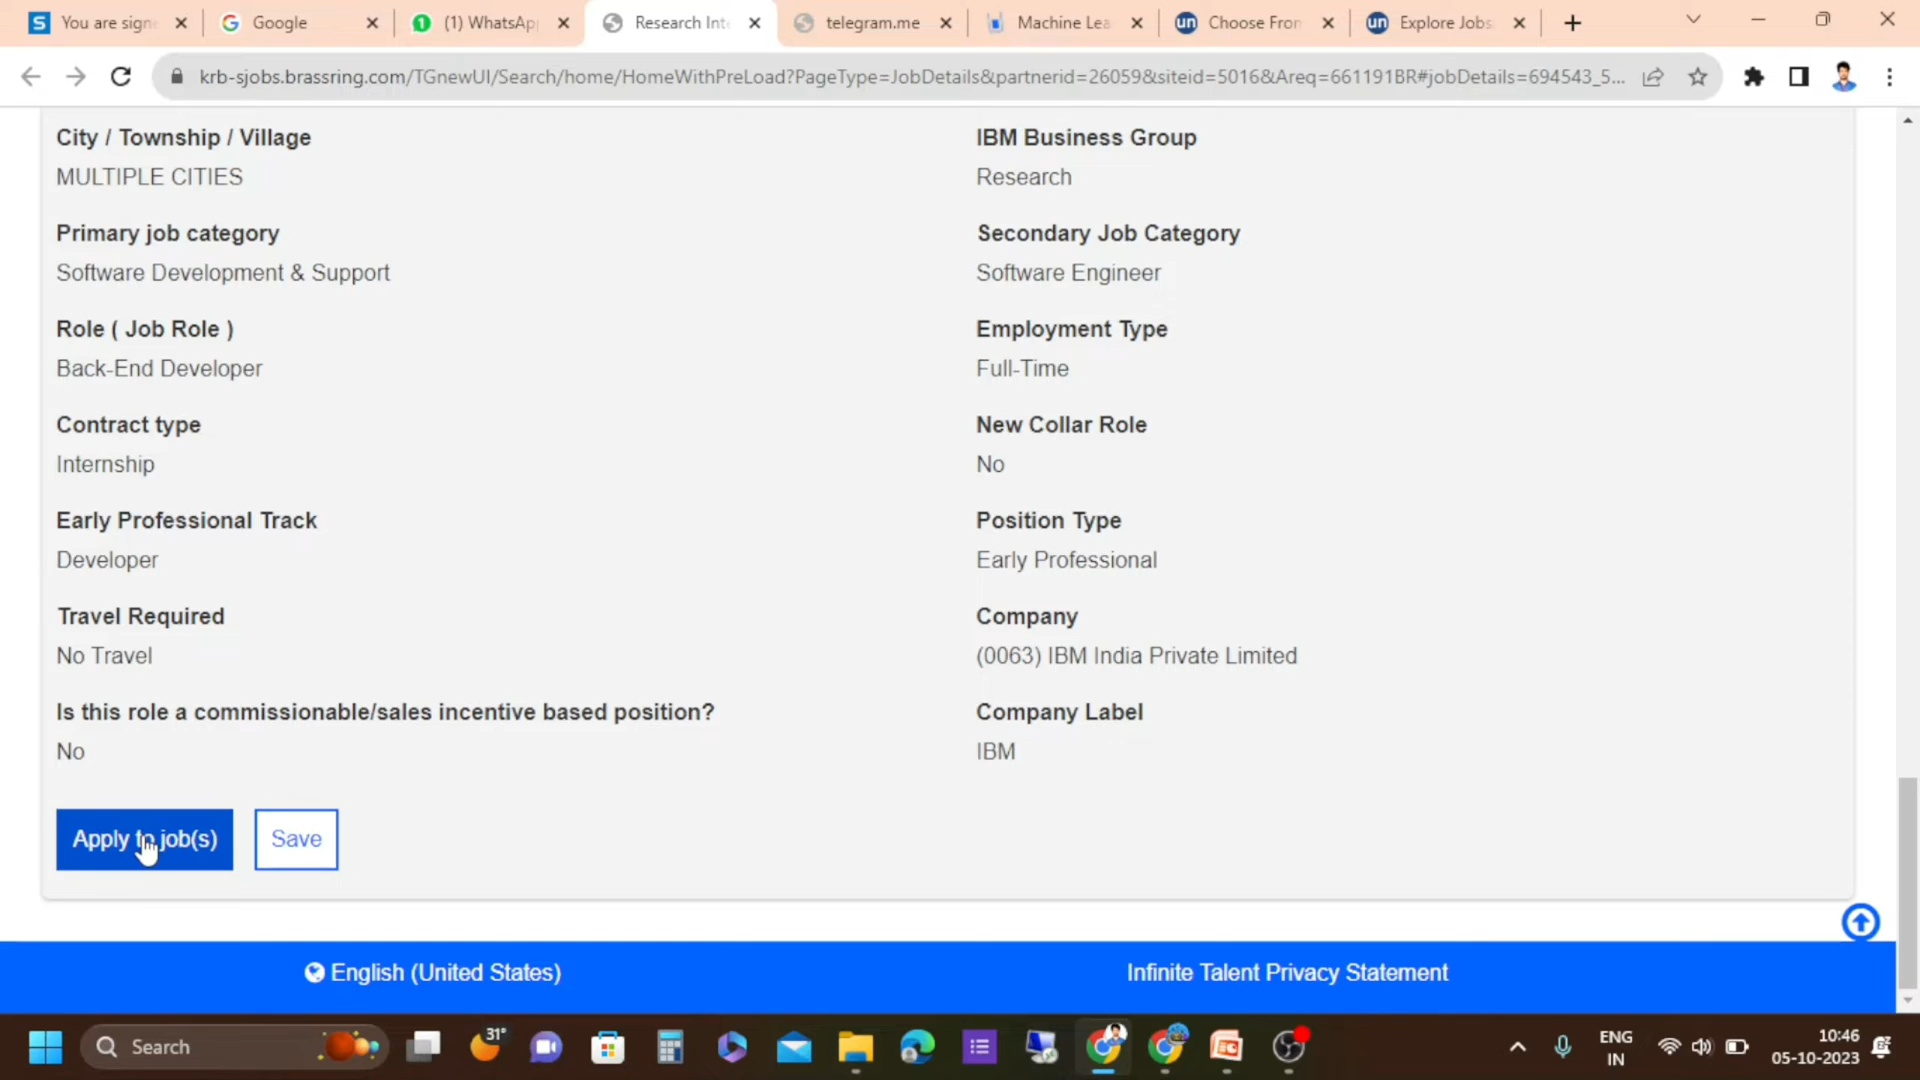 You are sign
Google
(1) WhatsAp
Research Int
telegram.me
Machine Lea
Choose From
Explore Jobs
krb-sjobs.brassring.com/TGnewUI/Search/home/HomeWithPreLoad?PageType=JobDetails&partnerid=26059&siteid=5016&Areq=661191BR#jobDetails=694543_5...
City / Township / Village
IBM Business Group
MULTIPLE CITIES
Research
Primary job category
Secondary Job Category
Software Development & Support
Software Engineer
Role ( Job Role )
Employment Type
Back-End Developer
Full-Time
Contract type
New Collar Role
Internship
No
Early Professional Track
Position Type
Developer
Early Professional
Travel Required
Company
No Travel
(0063) IBM India Private Limited
Is this role a commissionable/sales incentive based position?
Company Label
No
IBM
Apply to job(s)
Save
English (United States)
Infinite Talent Privacy Statement
Search
31°
ENG
IN
10:46
05-10-2023